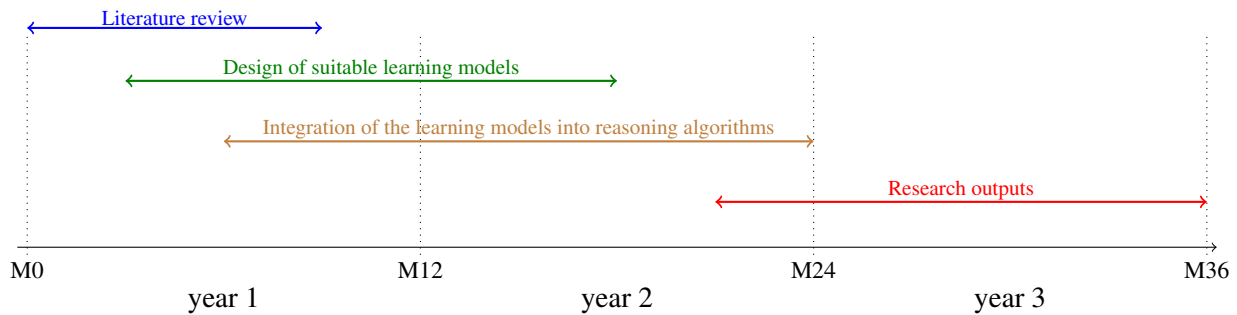 Literature review
Design of suitable learning models
Integration of the learning models into reasoning algorithms
Research outputs
M0 M12 M24 M36
year 1 year 2 year 3